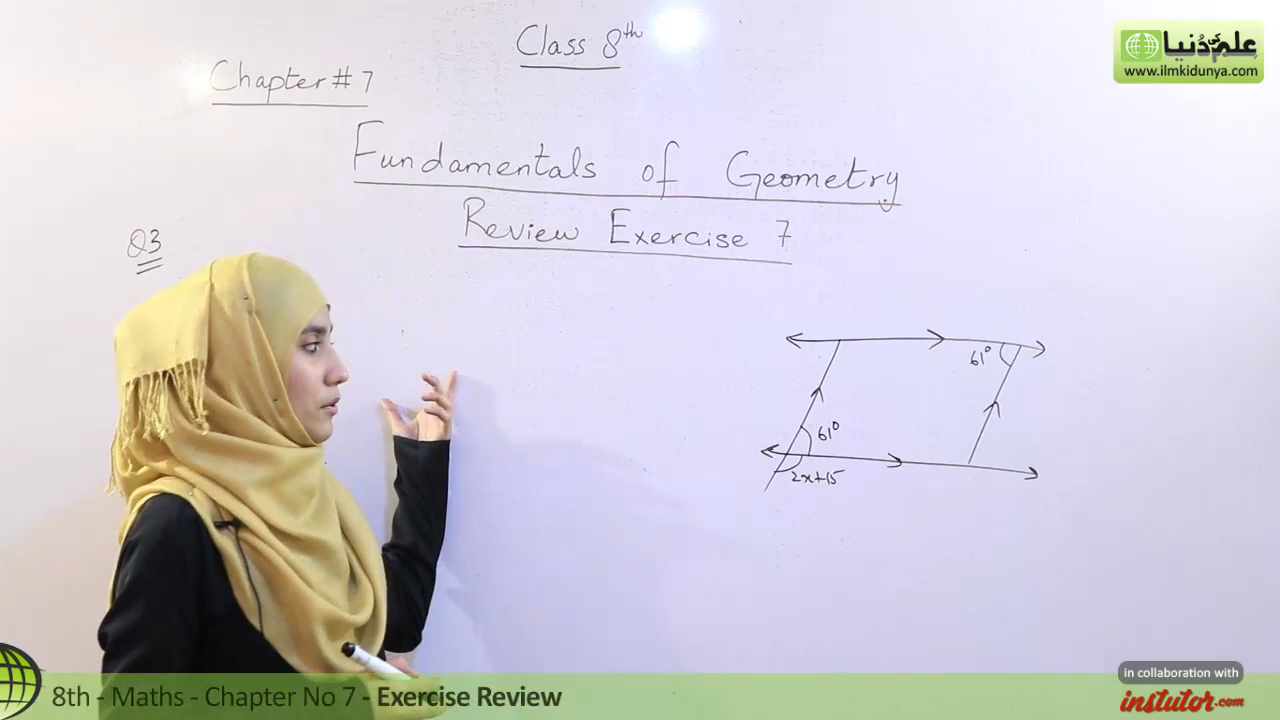 Class 8th
علم کی دنیا
www.ilmkidunya.com
Chapter # 7
Fundamentals of Geometry
Review Exercise 7
Q3
61°
61°
2x+15
in collaboration with
instutor.com
8th - Maths - Chapter No 7 - Exercise Review